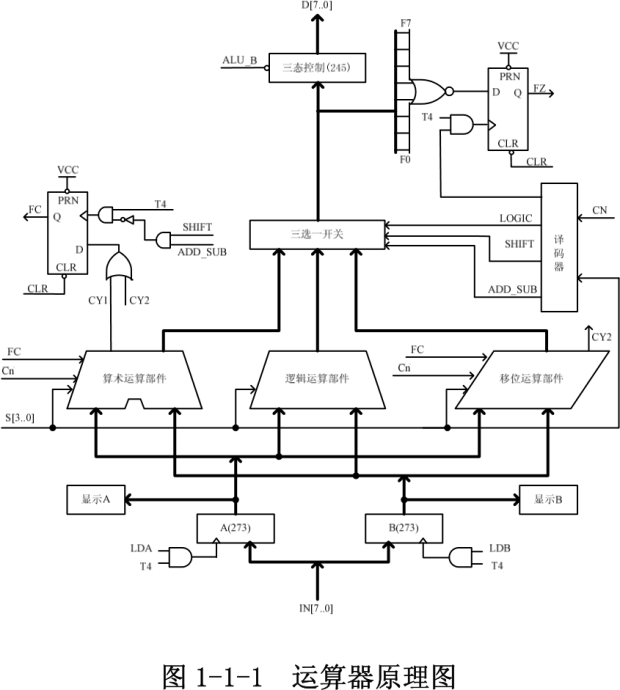 D[7..0]
F7
VCC
ALU_B
三态控制(245)
PRN
D
Q
FZ
T4
CLR
F0
CLR
VCC
PRN
T4
FC
Q
LOGIC
CN
SHIFT
三选一开关
D
ADD_SUB
SHIFT
译码器
CLR
CLR
CY1
CY2
ADD_SUB
CY2
FC
FC
Cn
算术运算部件
逻辑运算部件
Cn
移位运算部件
S[3..0]
显示A
显示B
A(273)
B(273)
LDA
LDB
T4
T4
IN[7..0]
图 1-1-1 运算器原理图